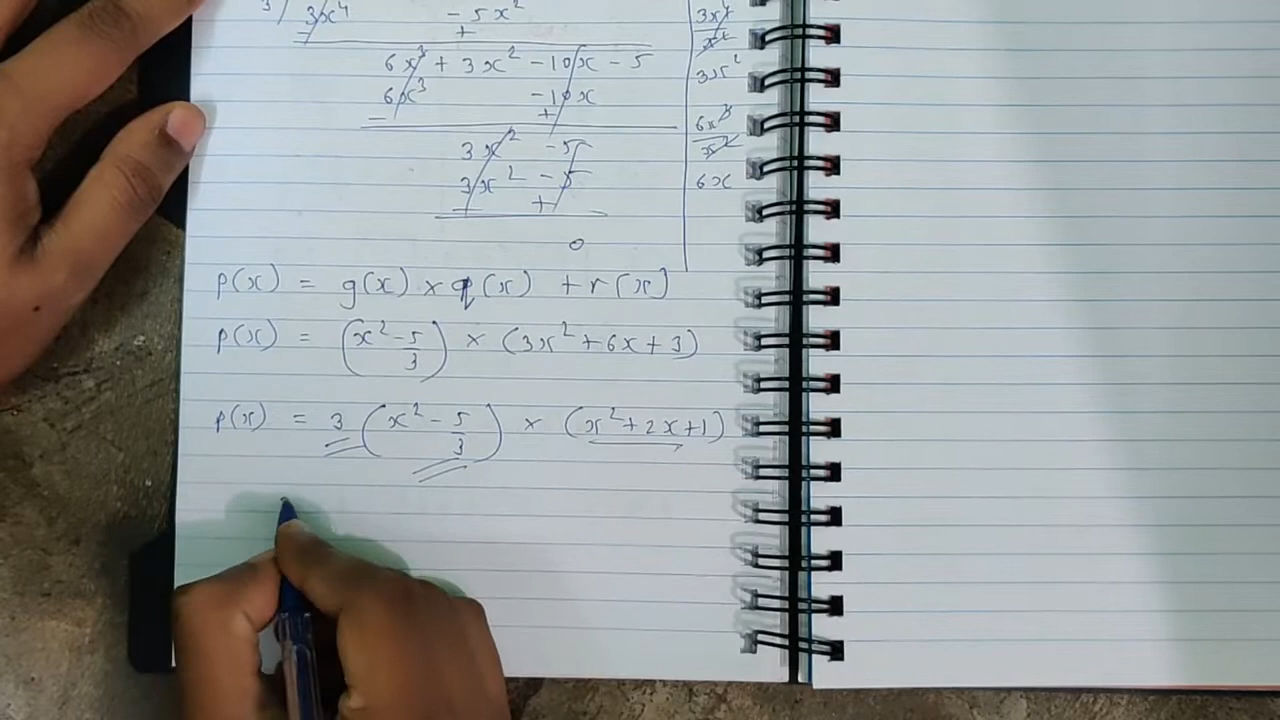 3x⁴ - 5x² 3x⁴
- + x²
6x³ + 3x² - 10x - 5 3x²
6x³ - 10x
- + 6x³
3x² - 5 x²
3x² - 5 6x
- +
0
p(x) = g(x) × q(x) + r(x)
p(x) = (x² - 5/3) × (3x² + 6x + 3)
p(x) = 3 (x² - 5/3) × (x² + 2x + 1)